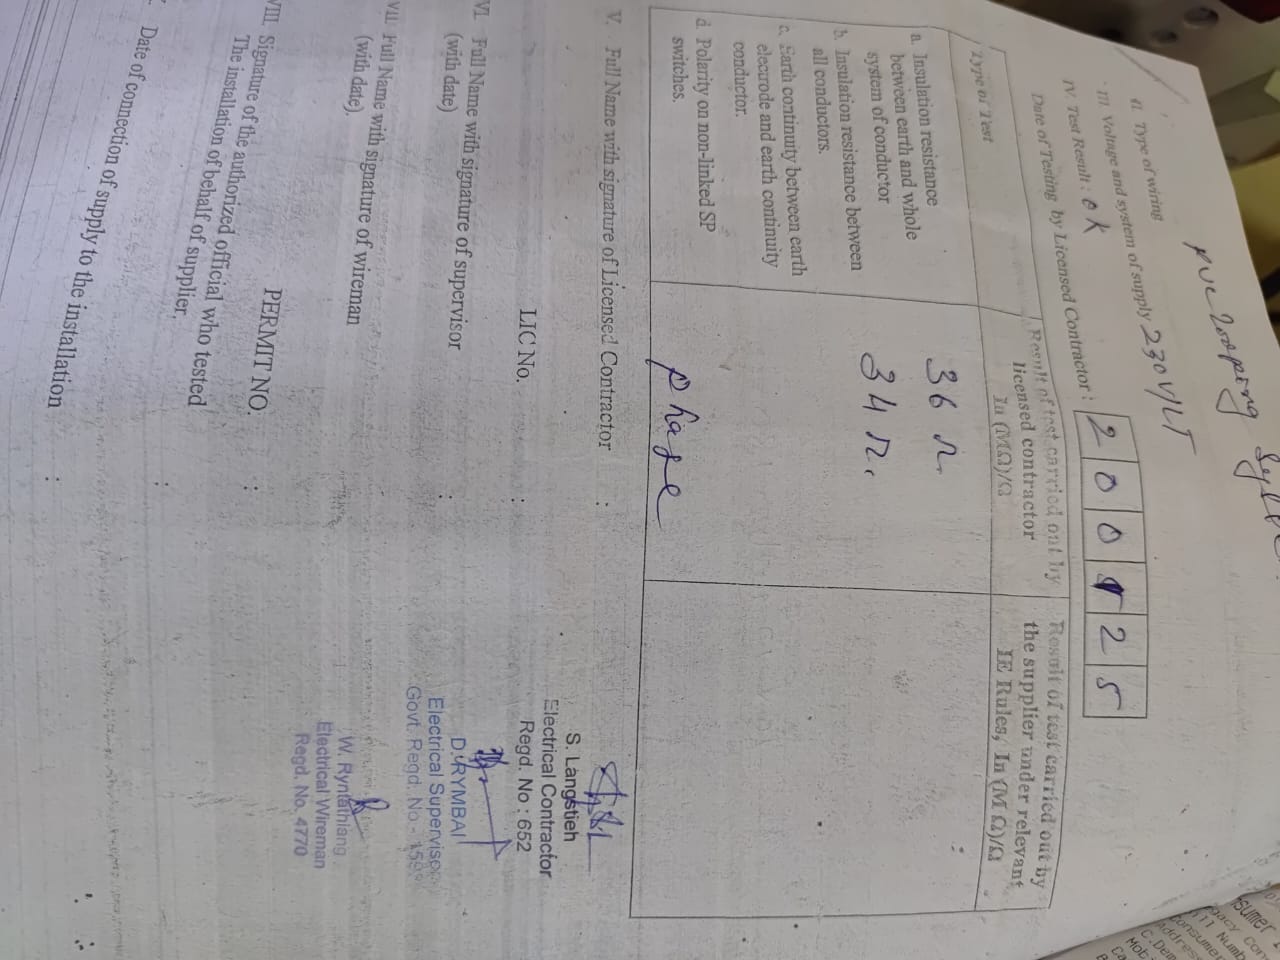 II. Type of wiring PVC
III. Voltage and system of supply 230V/LT
IV Test Result : ok
Date of Testing by Licensed Contractor : 2 0 0 2 5
Type of Test
Result of test carried out by licensed contractor In (MΩ)/Ω
Result of test carried out by the supplier under relevant IE Rules, In (M Ω)/Ω
a. Insulation resistance
between earth and whole
system of conductor
36
b. Insulation resistance between
all conductors.
34
c. Earth continuity between earth
electrode and earth continuity
conductor.
d. Polarity on non-linked SP
switches.
Phase
V. Full Name with signature of Licensed Contractor :
S. Langstieh
Electrical Contractor
LIC No. :
Regd. No : 652
VI Full Name with signature of supervisor :
(with date)
D. RYMBAI
Electrical Supervisor
Govt. Regd. No.-
VII Full Name with signature of wireman
(with date).
W. Ryntathiang
Electrical Wireman
Regd. No. 4770
PERMIT NO. :
VIII. Signature of the authorized official who tested
The installation of behalf of supplier. :
Date of connection of supply to the installation :